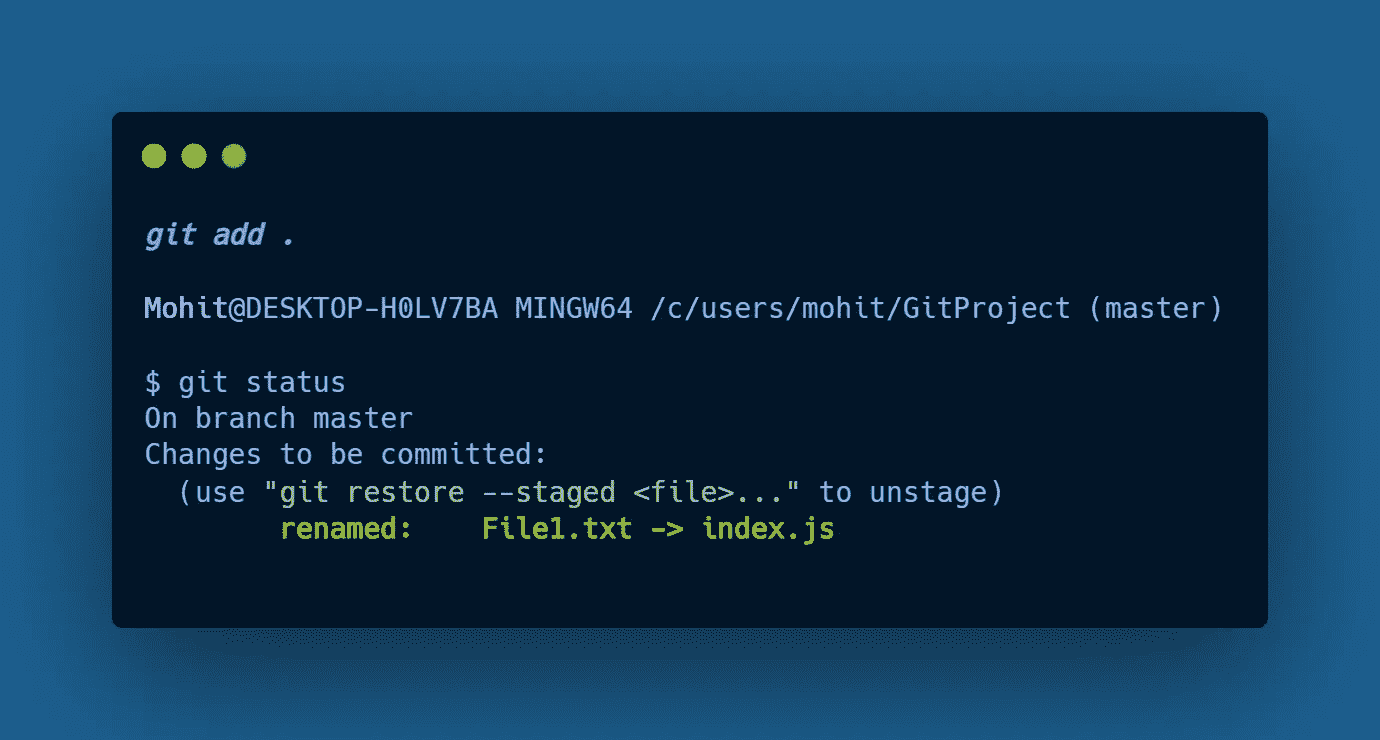 git add .
Mohit@DESKTOP-H0LV7BA MINGW64 /c/users/mohit/GitProject (master)
$ git status
On branch master
Changes to be committed:
  (use "git restore --staged <file>..." to unstage)
        renamed:    File1.txt -> index.js